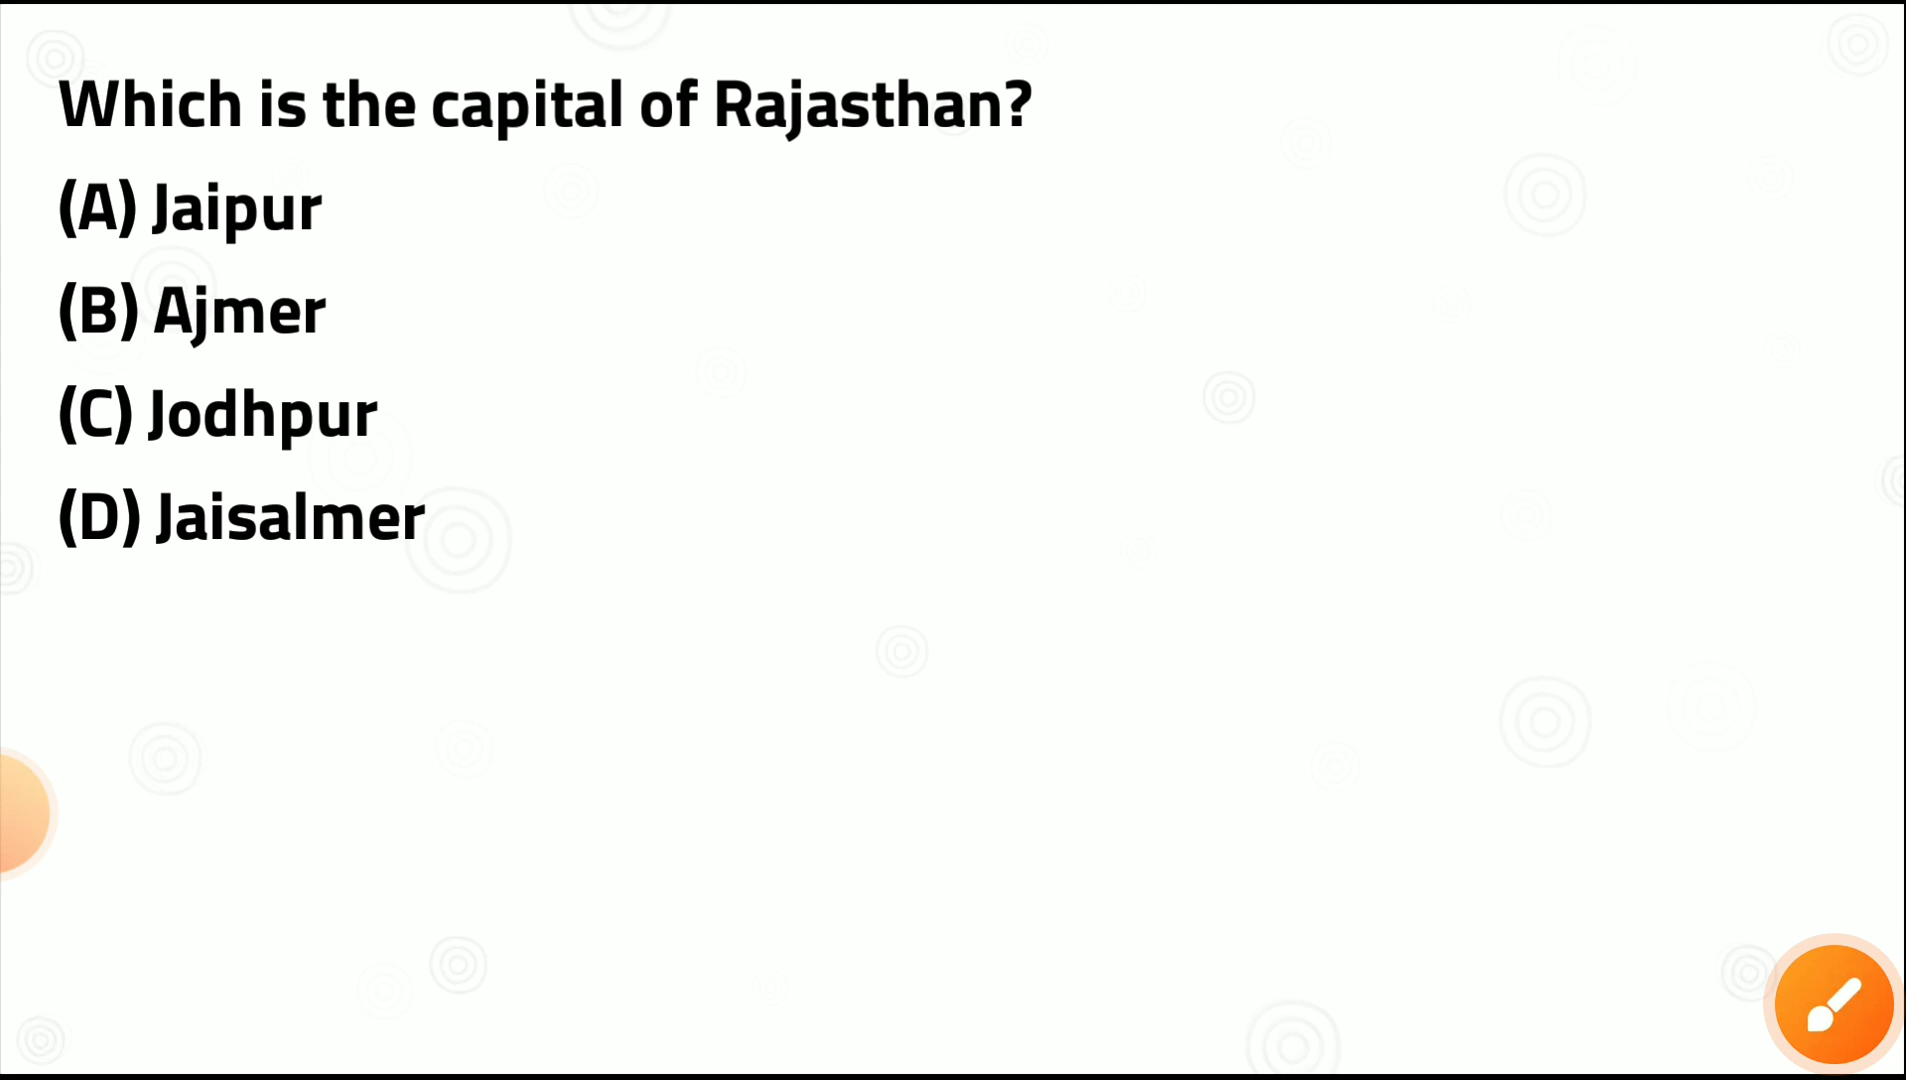 Which is the capital of Rajasthan?
(A) Jaipur
(B) Ajmer
(C) Jodhpur
(D) Jaisalmer